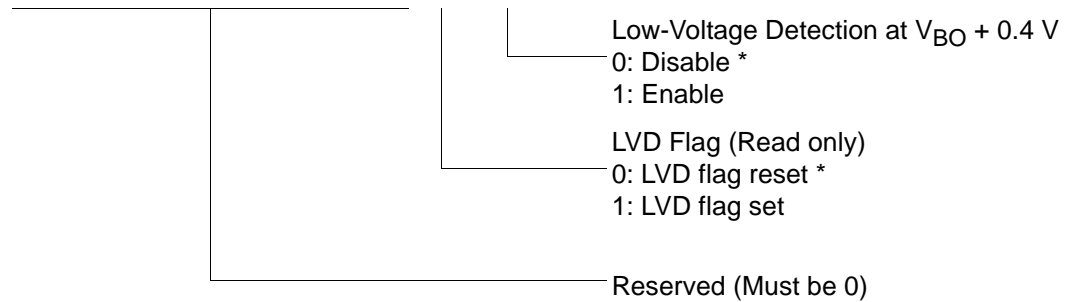 Low-Voltage Detection at VBO + 0.4 V
0: Disable *
1: Enable
LVD Flag (Read only)
0: LVD flag reset *
1: LVD flag set
Reserved (Must be 0)